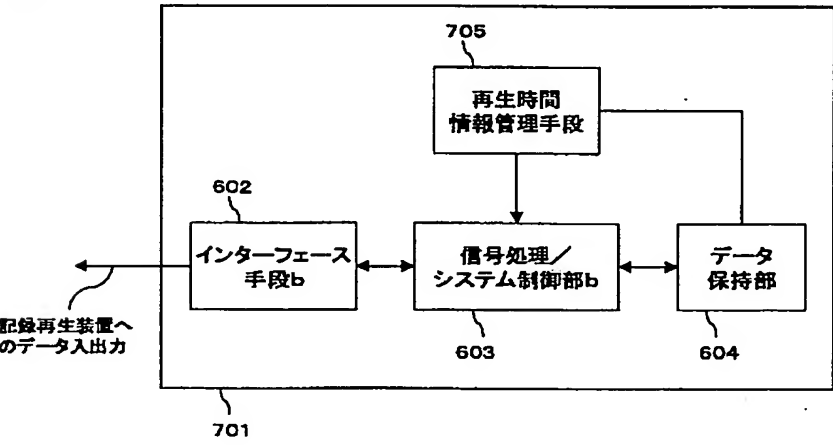 705
再生時間
情報管理手段
602
インターフェース
手段b
信号処理/
システム制御部b
データ
保持部
記録再生装置へ
のデータ入出力
603
604
701